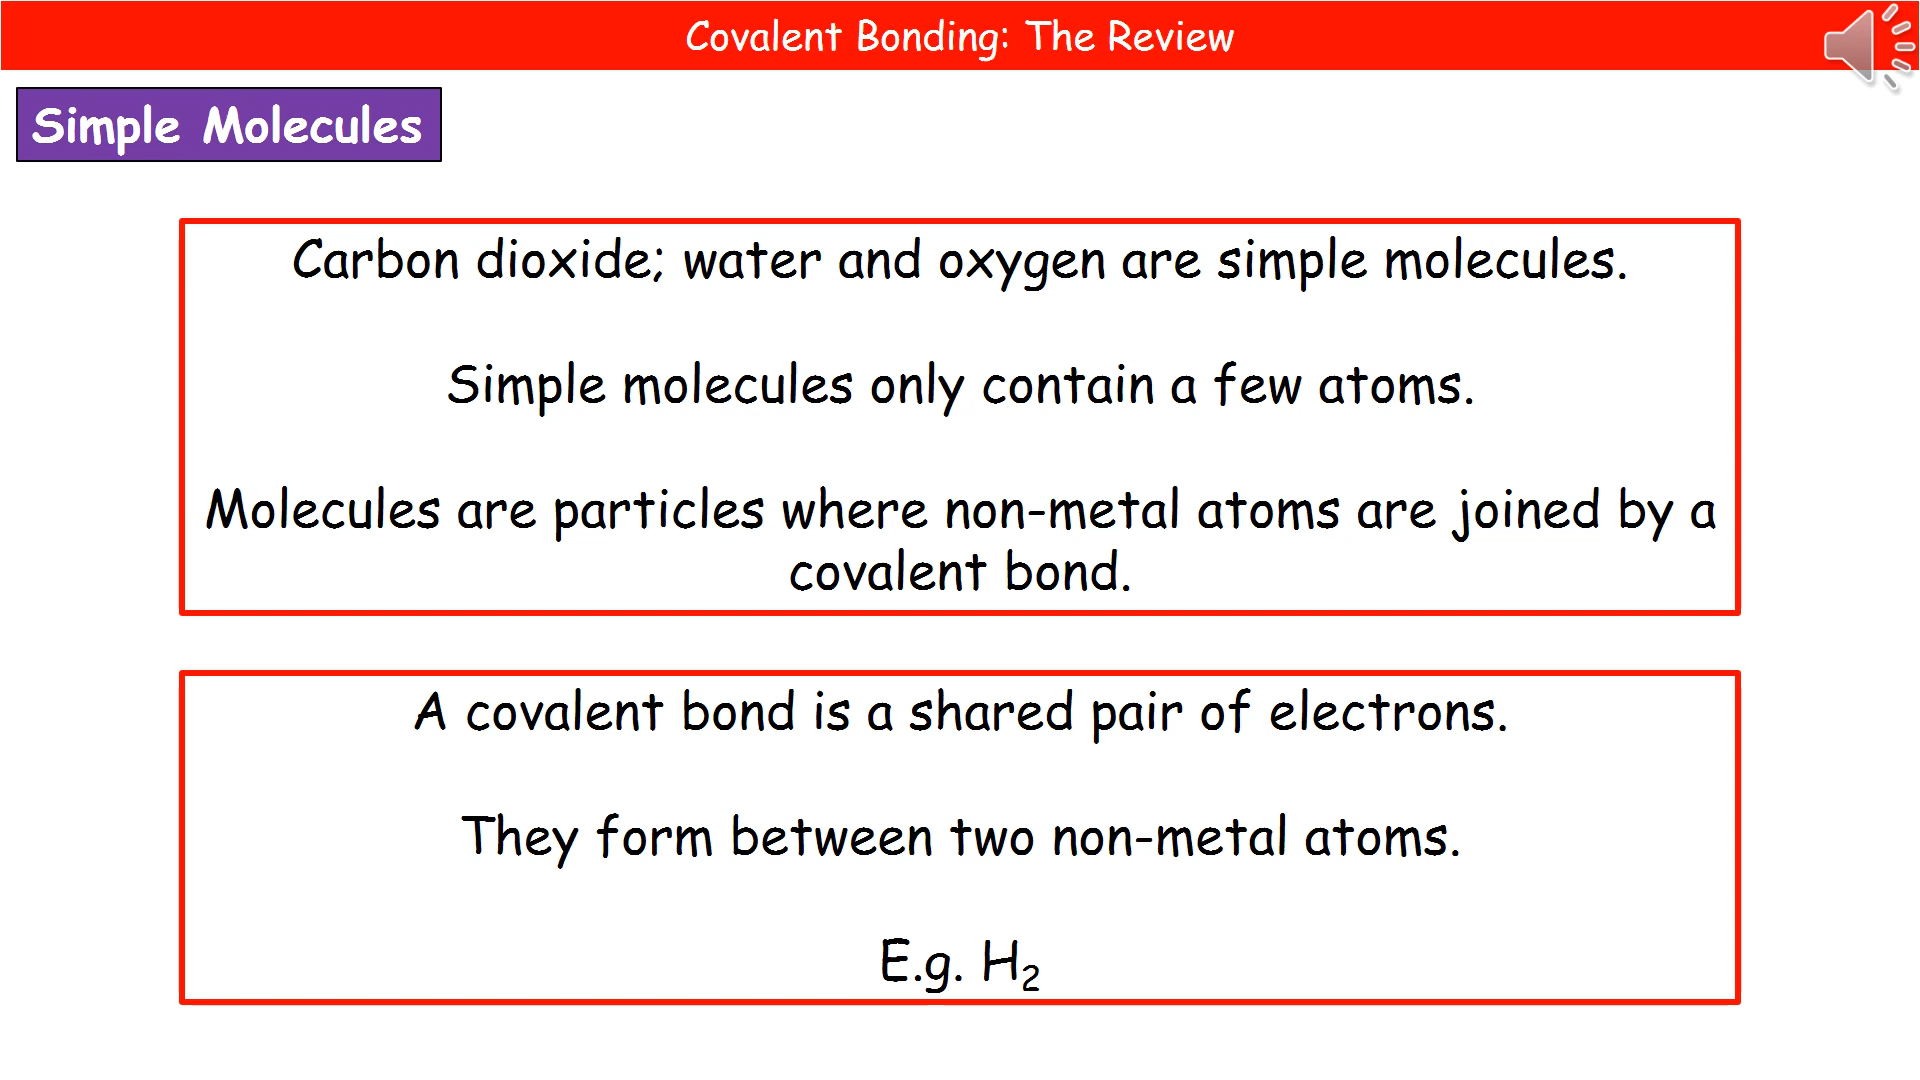 Covalent Bonding: The Review
Simple Molecules
Carbon dioxide; water and oxygen are simple molecules.
Simple molecules only contain a few atoms.
Molecules are particles where non-metal atoms are joined by a
covalent bond.
A covalent bond is a shared pair of electrons.
They form between two non-metal atoms.
E.g. H₂